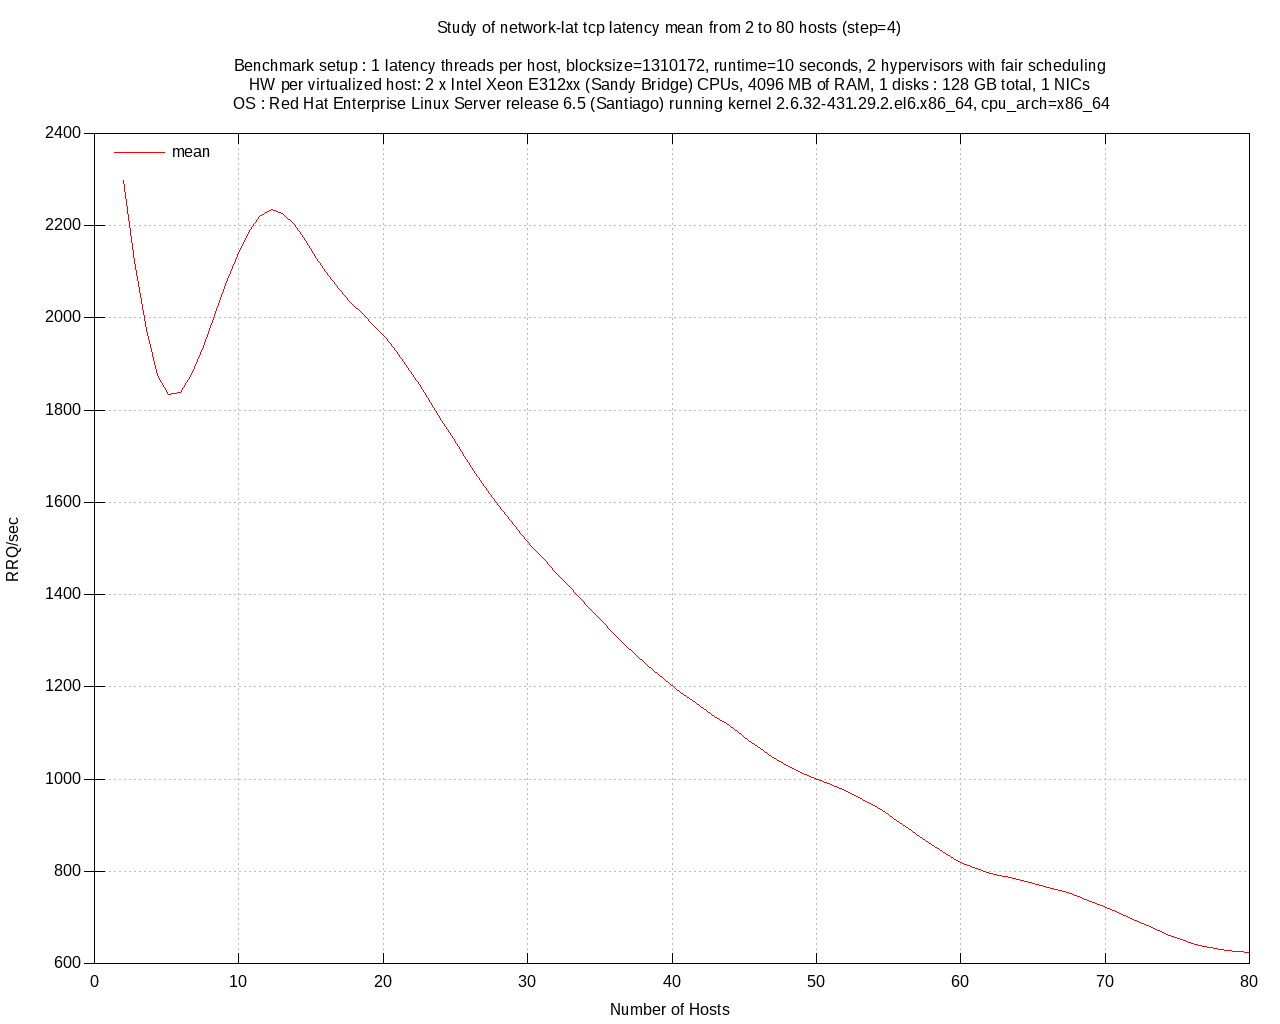 Study of network-lat tcp latency mean from 2 to 80 hosts (step=4)
Benchmark setup : 1 latency threads per host, blocksize=1310172, runtime=10 seconds, 2 hypervisors with fair scheduling
HW per virtualized host: 2 x Intel Xeon E312xx (Sandy Bridge) CPUs, 4096 MB of RAM, 1 disks : 128 GB total, 1 NICs
OS : Red Hat Enterprise Linux Server release 6.5 (Santiago) running kernel 2.6.32-431.29.2.el6.x86_64, cpu_arch=x86_64
mean
2400
2200
2000
1800
1600
1400
1200
1000
800
600
RRQ/sec
0 10 20 30 40 50 60 70 80
Number of Hosts